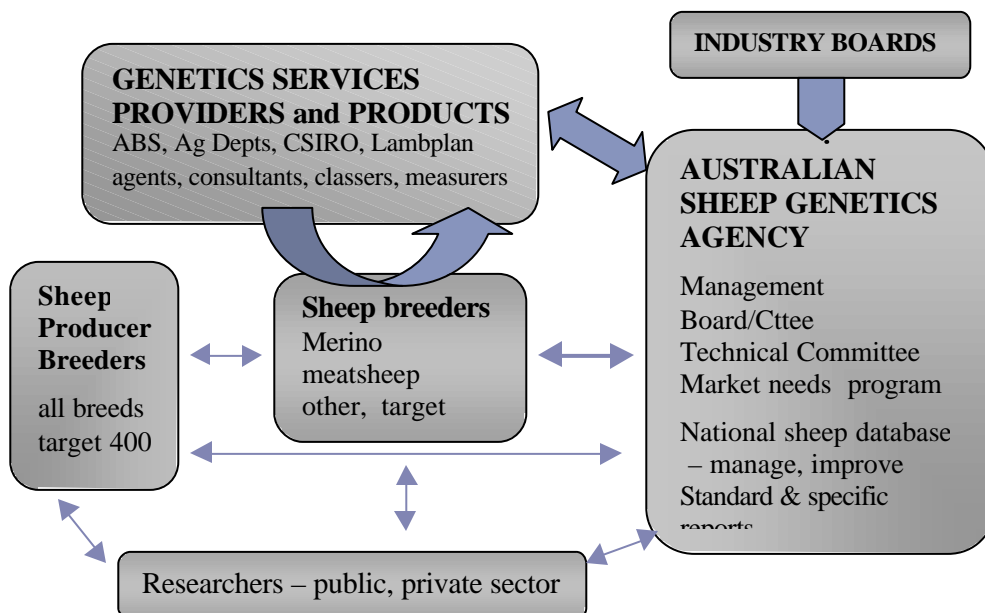 INDUSTRY BOARDS
GENETICS SERVICES
PROVIDERS and PRODUCTS
ABS, Ag Depts, CSIRO, Lambplan
agents, consultants, classers, measurers
AUSTRALIAN
SHEEP GENETICS
AGENCY
Management
Board/Cttee
Technical Committee
Market needs program
National sheep database
– manage, improve
Standard & specific
reports
Sheep
Producer
Breeders
all breeds
target 400
Sheep breeders
Merino
meatsheep
other, target
Researchers – public, private sector